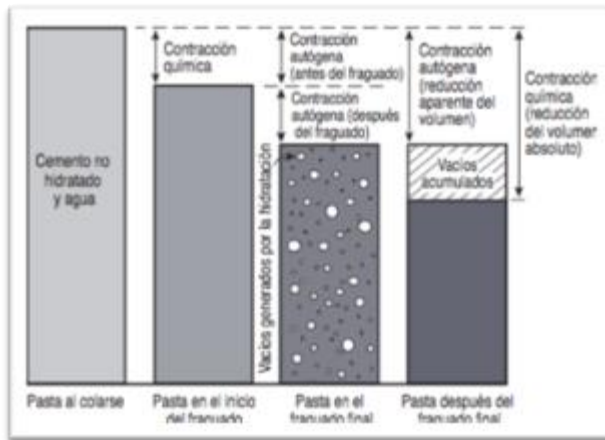 Contracción
química
Contracción
autógena
(antes del fraguado)
Contracción
autógena (después
del fraguado)
Contracción
autógena
(reducción
aparente del
volumen)
Contracción
química
(reducción
del volumen
absoluto)
Cemento no
hidratado
y agua
Vacíos generados por la hidratación
Vacíos
acumulados
Pasta al colarse
Pasta en el inicio
del fraguado
Pasta en el
fraguado final
Pasta después del
fraguado final